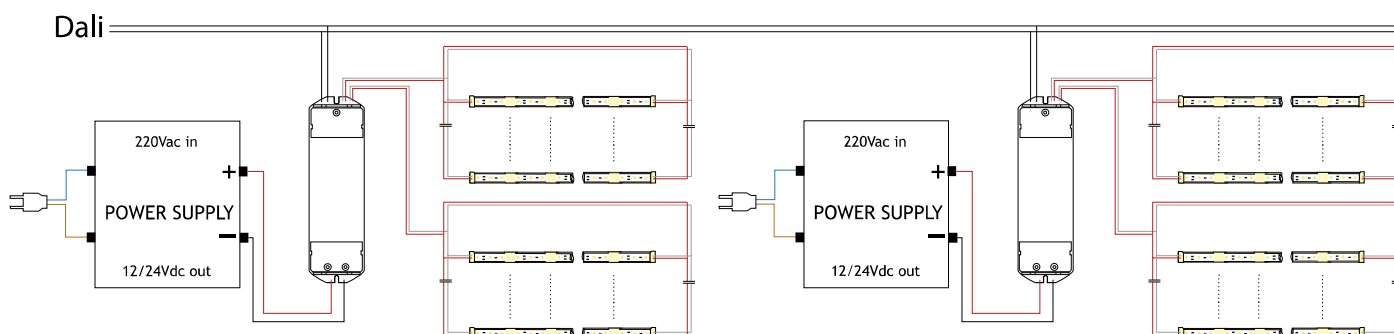 Dali
220Vac in
+
POWER SUPPLY
−
12/24Vdc out
220Vac in
+
POWER SUPPLY
−
12/24Vdc out